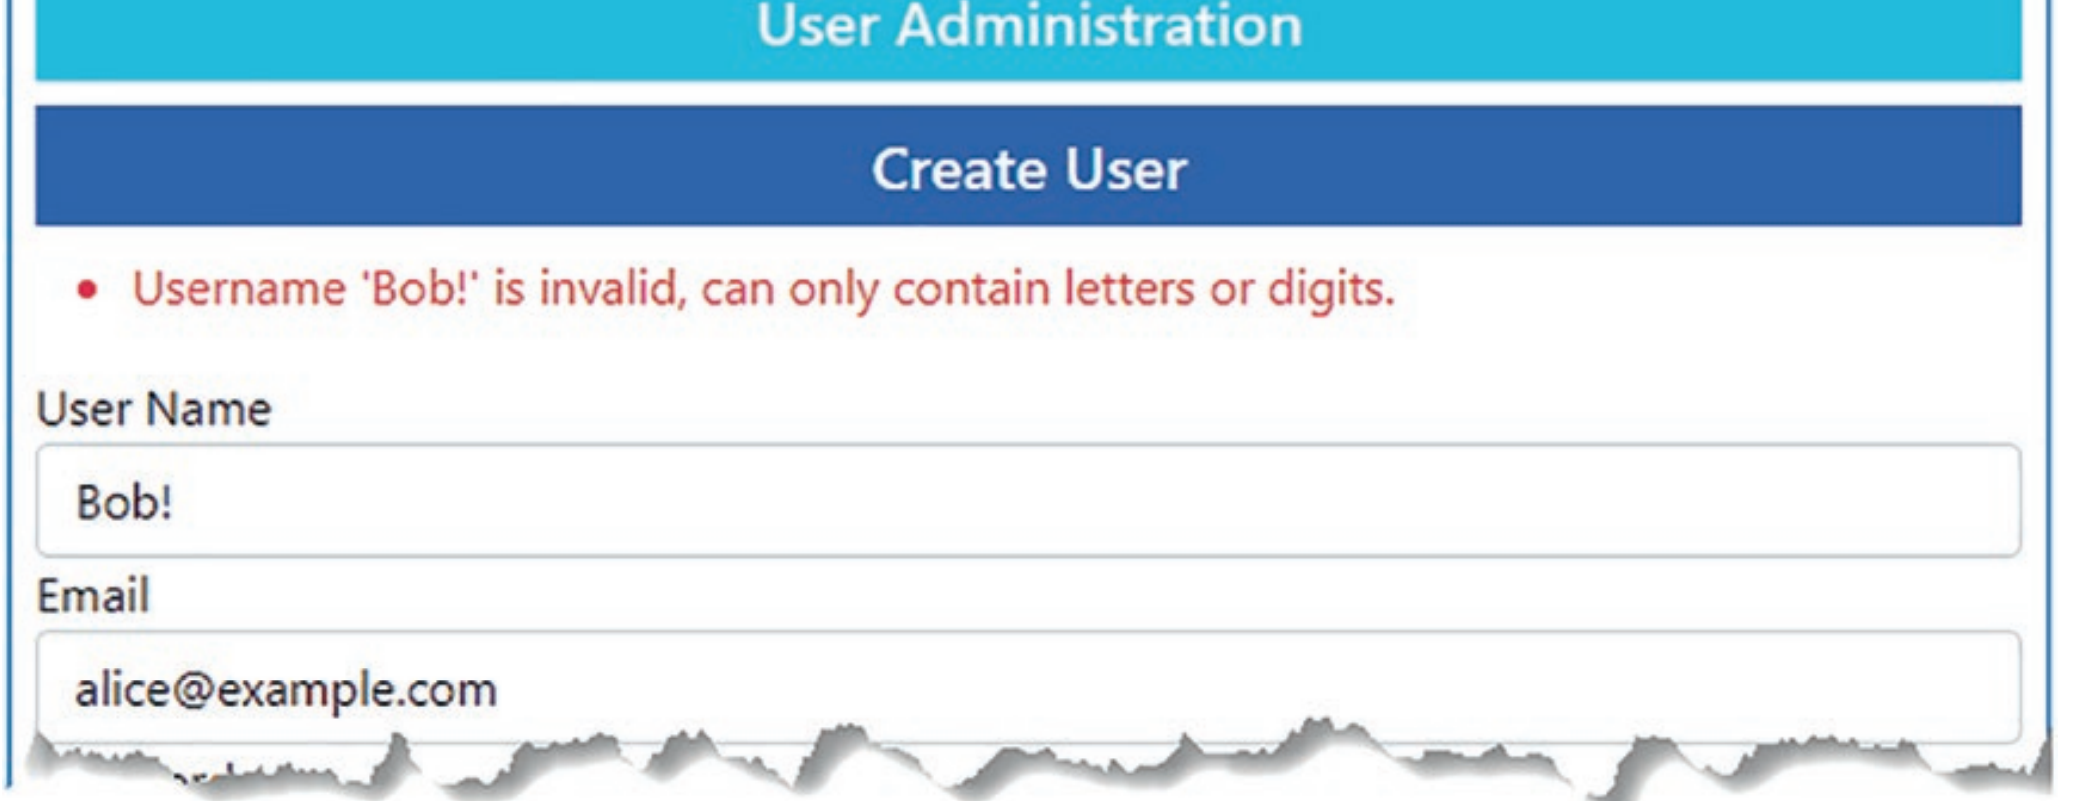 User Administration
Create User
• Username 'Bob!' is invalid, can only contain letters or digits.
User Name
Bob!
Email
alice@example.com